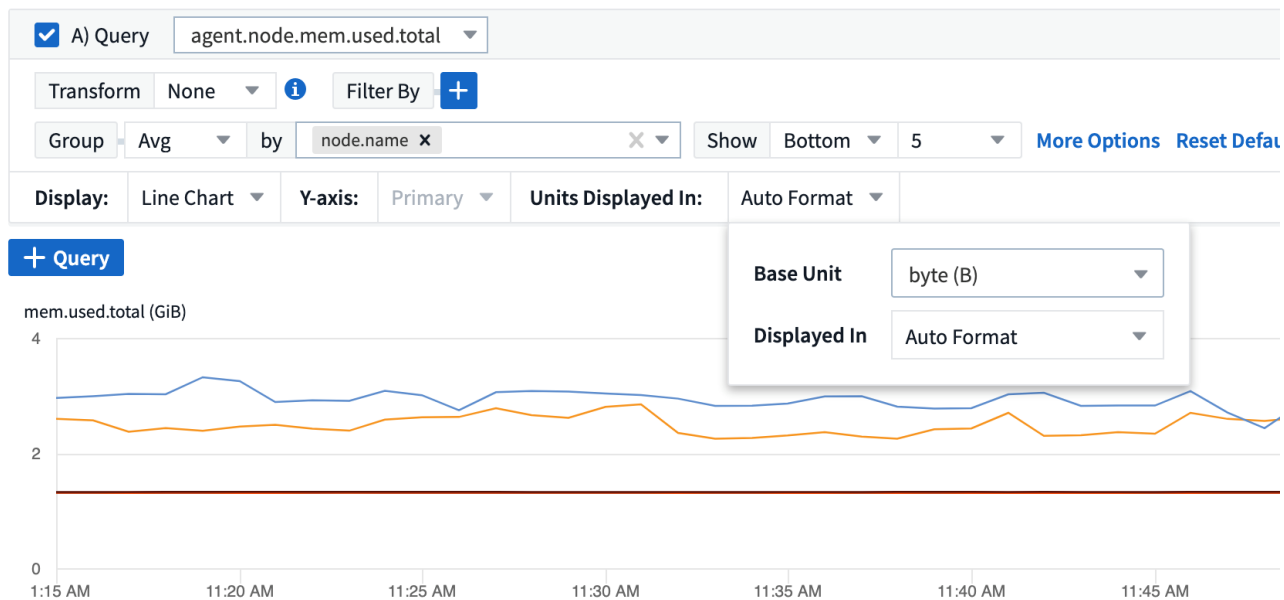 A) Query agent.node.mem.used.total
Transform None i Filter By +
Group Avg by node.name × Show Bottom 5 More Options Reset Defau
Display: Line Chart Y-axis: Primary Units Displayed In: Auto Format
+ Query
Base Unit byte (B)
Displayed In Auto Format
mem.used.total (GiB)
4
2
0
1:15 AM 11:20 AM 11:25 AM 11:30 AM 11:35 AM 11:40 AM 11:45 AM